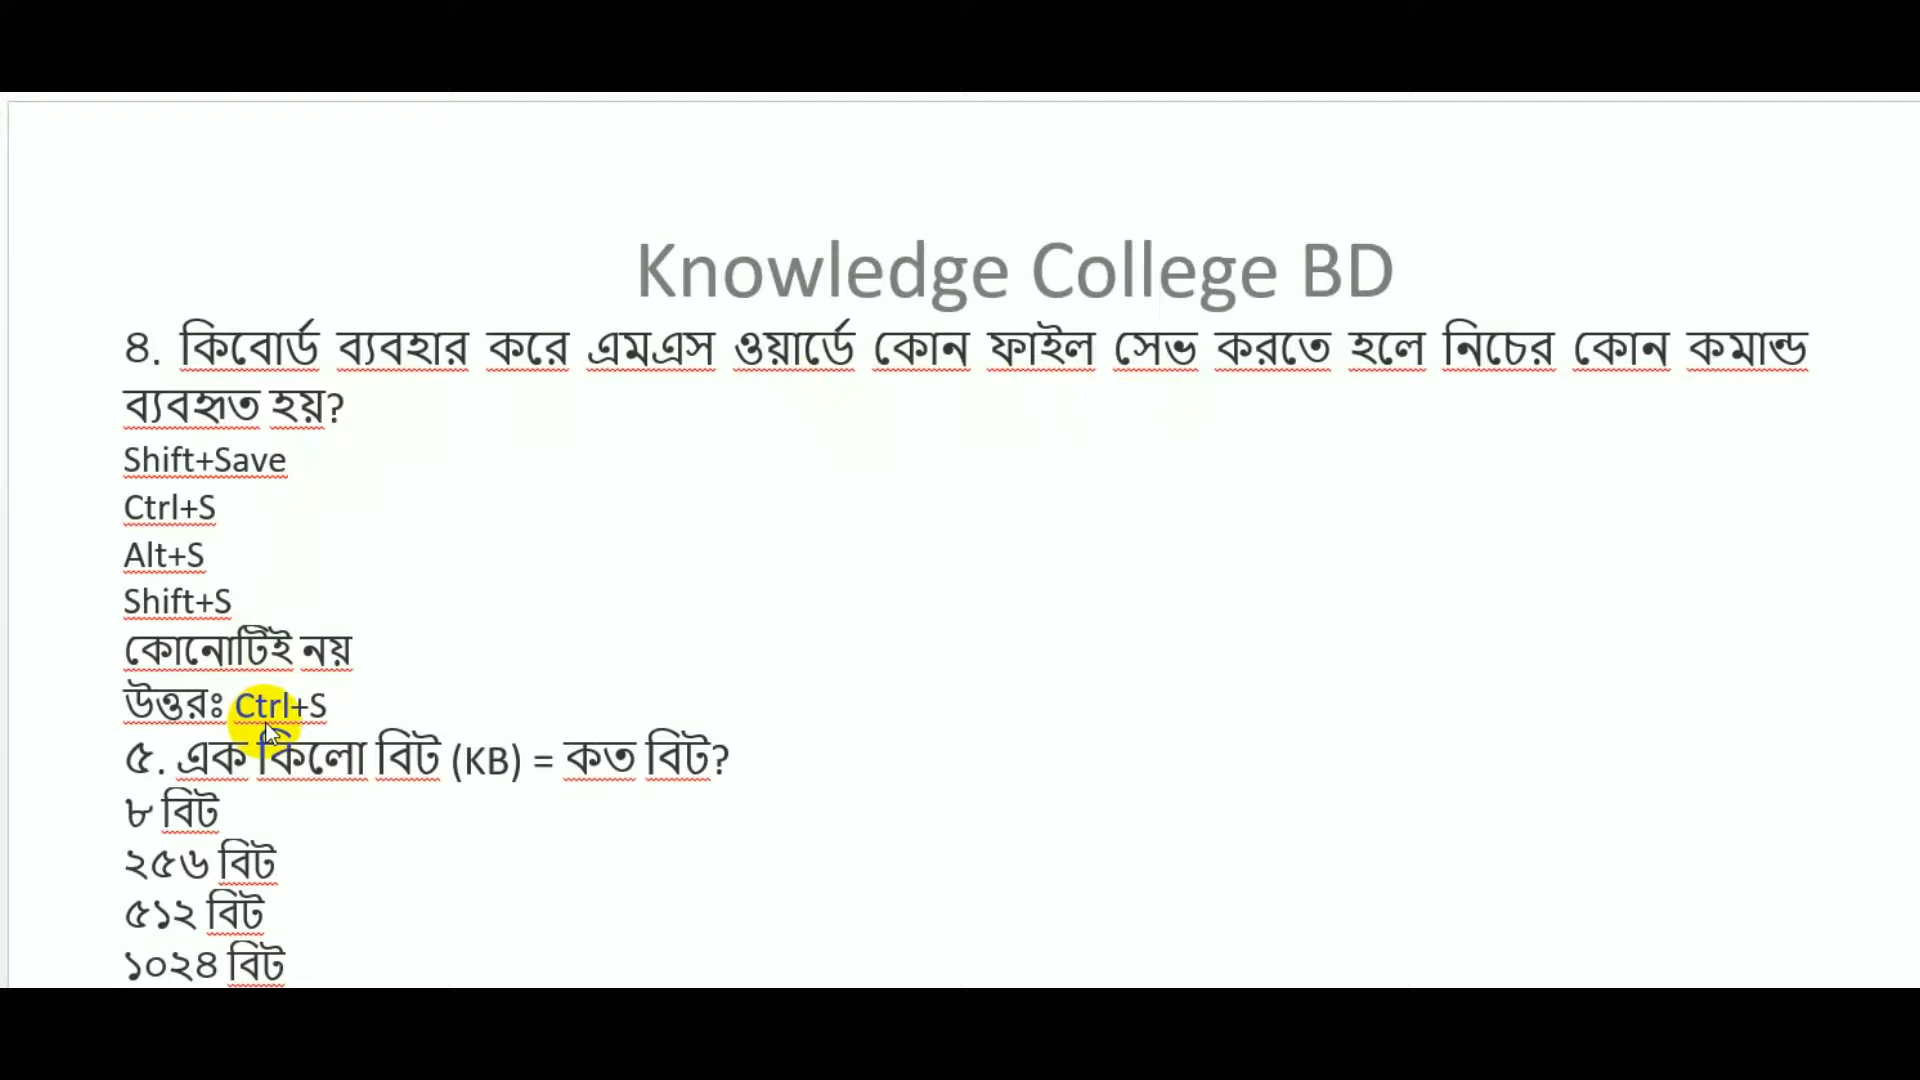 Knowledge College BD
৪. কিবোর্ড ব্যবহার করে এমএস ওয়ার্ডে কোন ফাইল সেভ করতে হলে নিচের কোন কমান্ড
ব্যবহৃত হয়?
Shift+Save
Ctrl+S
Alt+S
Shift+S
কোনোটিই নয়
উত্তরঃ Ctrl+S
৫. এক কিলো বিট (KB) = কত বিট?
৮ বিট
২৫৬ বিট
৫১২ বিট
১০২৪ বিট